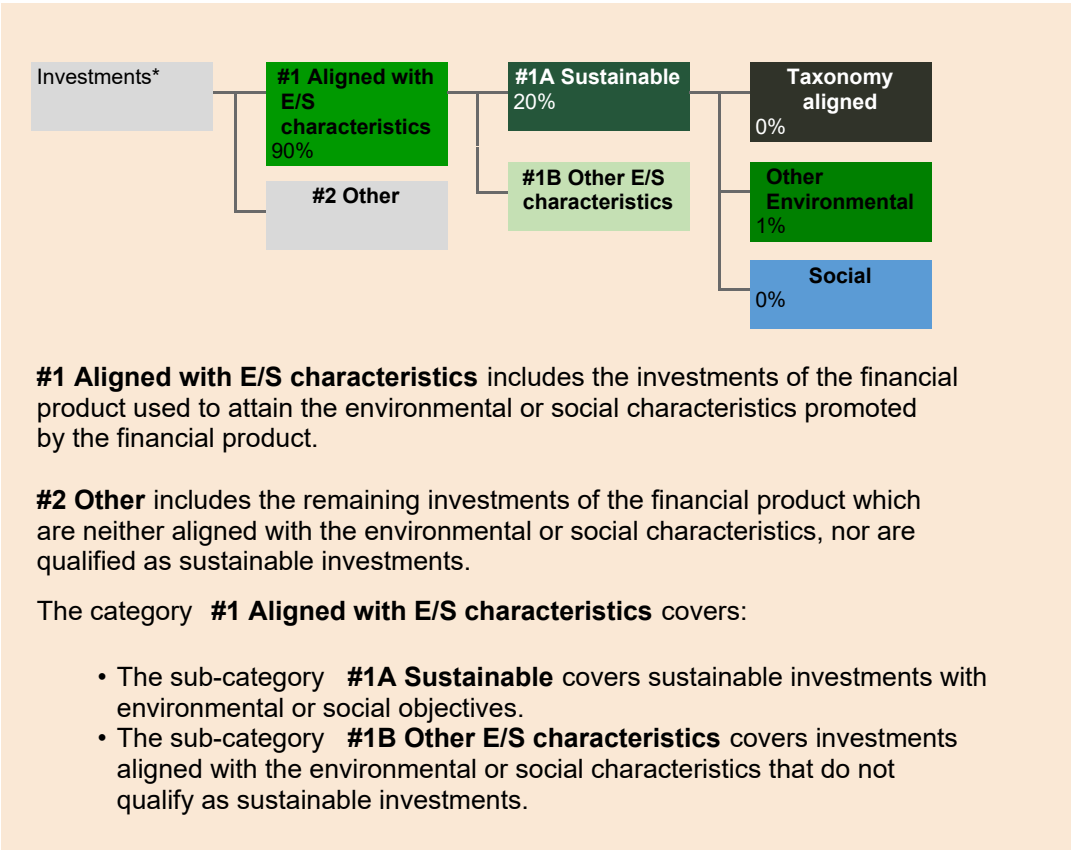 Investments*
#1 Aligned with
E/S
characteristics
90%
#2 Other
#1A Sustainable
20%
#1B Other E/S
characteristics
Taxonomy
aligned
0%
Other
Environmental
1%
Social
0%
#1 Aligned with E/S characteristics includes the investments of the financial
product used to attain the environmental or social characteristics promoted
by the financial product.
#2 Other includes the remaining investments of the financial product which
are neither aligned with the environmental or social characteristics, nor are
qualified as sustainable investments.
The category #1 Aligned with E/S characteristics covers:
• The sub-category #1A Sustainable covers sustainable investments with
environmental or social objectives.
• The sub-category #1B Other E/S characteristics covers investments
aligned with the environmental or social characteristics that do not
qualify as sustainable investments.